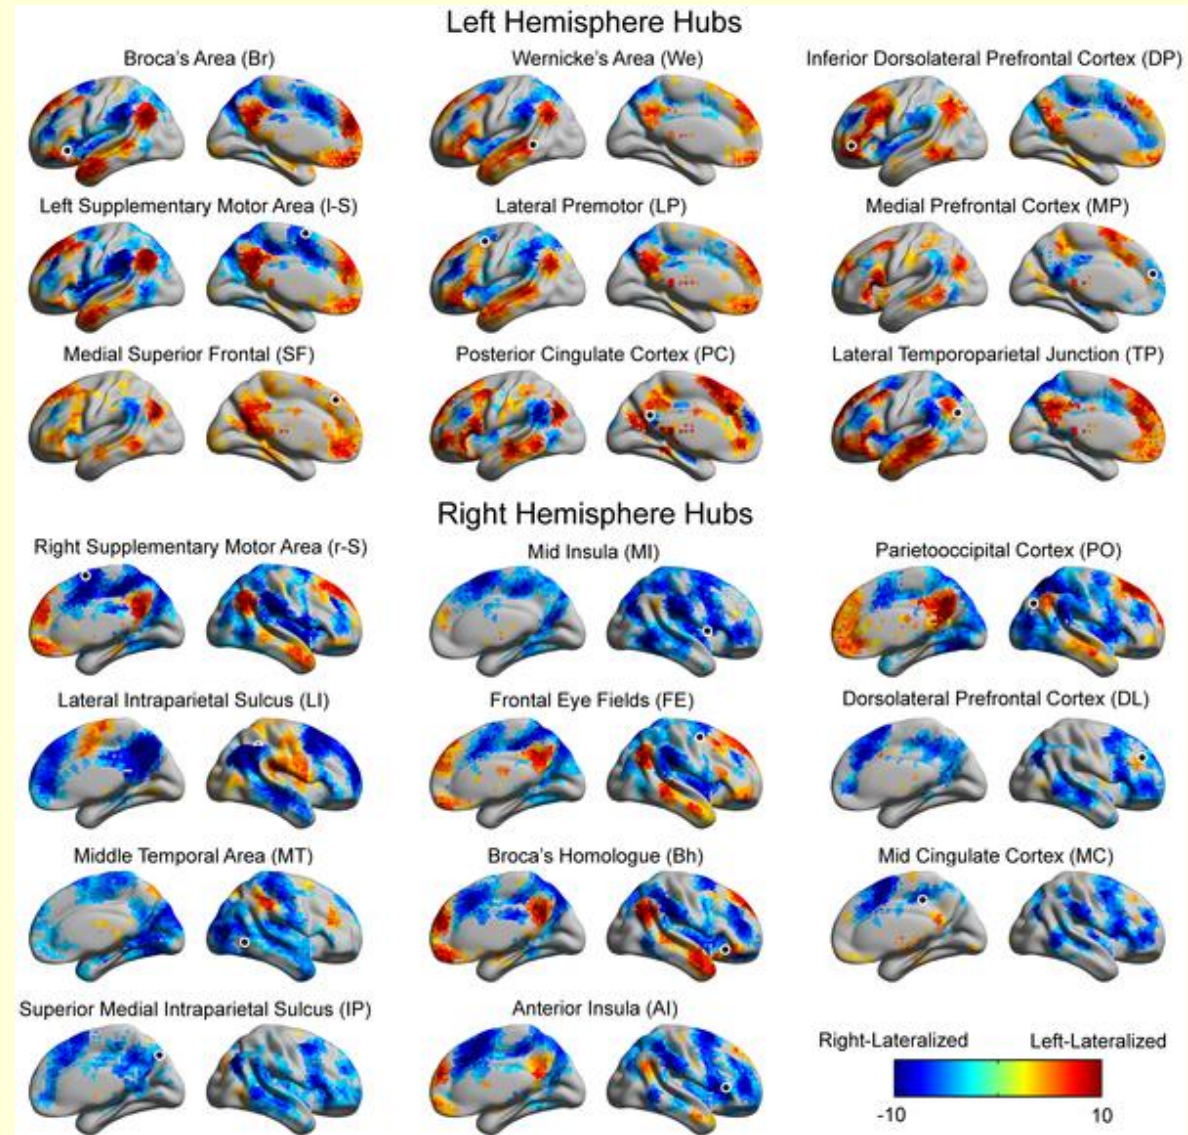 Left Hemisphere Hubs
Broca's Area (Br)
Wernicke's Area (We)
Inferior Dorsolateral Prefrontal Cortex (DP)
Left Supplementary Motor Area (l-S)
Lateral Premotor (LP)
Medial Prefrontal Cortex (MP)
Medial Superior Frontal (SF)
Posterior Cingulate Cortex (PC)
Lateral Temporoparietal Junction (TP)
Right Hemisphere Hubs
Right Supplementary Motor Area (r-S)
Mid Insula (MI)
Parietooccipital Cortex (PO)
Lateral Intraparietal Sulcus (LI)
Frontal Eye Fields (FE)
Dorsolateral Prefrontal Cortex (DL)
Middle Temporal Area (MT)
Broca's Homologue (Bh)
Mid Cingulate Cortex (MC)
Superior Medial Intraparietal Sulcus (IP)
Anterior Insula (AI)
Right-Lateralized
Left-Lateralized
-10
10